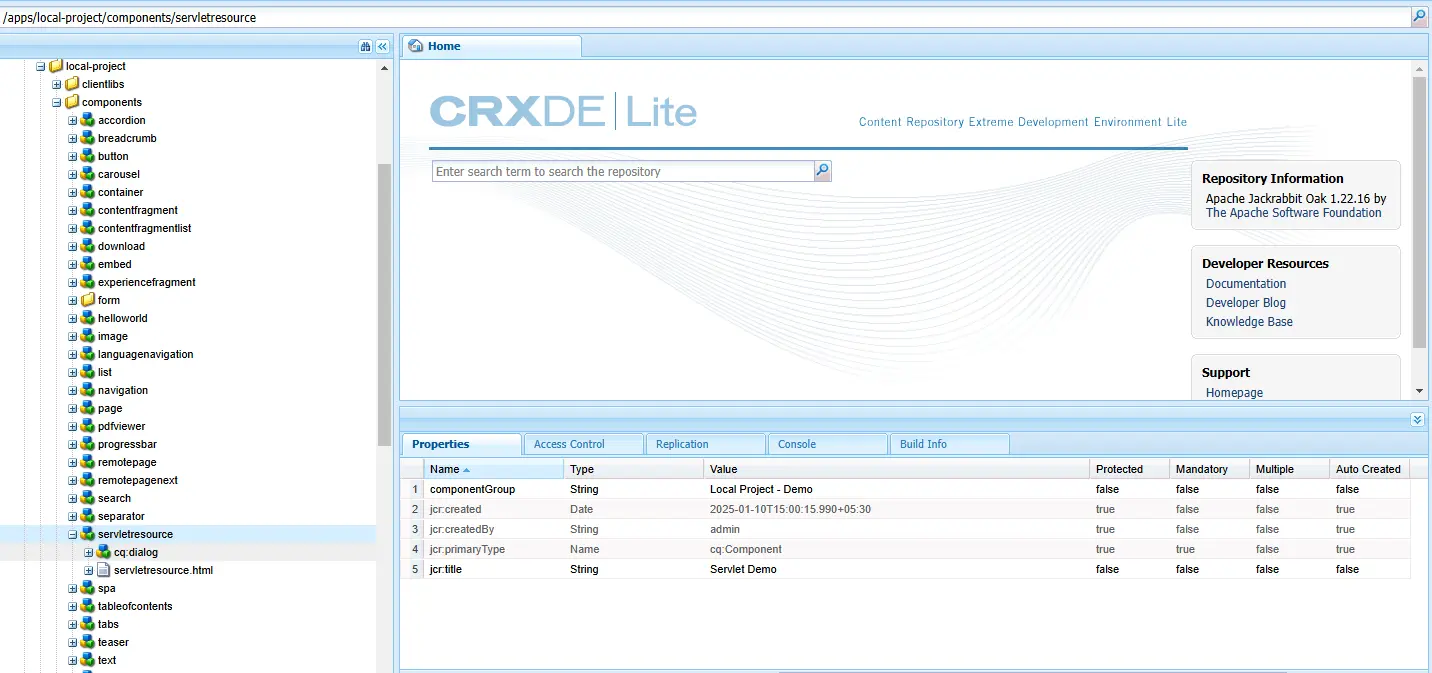 /apps/local-project/components/servletresource
local-project
clientlibs
components
accordion
breadcrumb
button
carousel
container
contentfragment
contentfragmentlist
download
embed
experiencefragment
form
helloworld
image
languagenavigation
list
navigation
page
pdfviewer
progressbar
remotepage
remotepagenext
search
separator
servletresource
cq:dialog
servletresource.html
spa
tableofcontents
tabs
teaser
text
Home
CRXDE Lite
Content Repository Extreme Development Environment Lite
Enter search term to search the repository
Repository Information
Apache Jackrabbit Oak 1.22.16 by
The Apache Software Foundation
Developer Resources
Documentation
Developer Blog
Knowledge Base
Support
Homepage
Properties Access Control Replication Console Build Info
Name Type Value Protected Mandatory Multiple Auto Created
1 componentGroup String Local Project - Demo false false false false
2 jcr:created Date 2025-01-10T15:00:15.990+05:30 true false false true
3 jcr:createdBy String admin true false false true
4 jcr:primaryType Name cq:Component true true false true
5 jcr:title String Servlet Demo false false false false